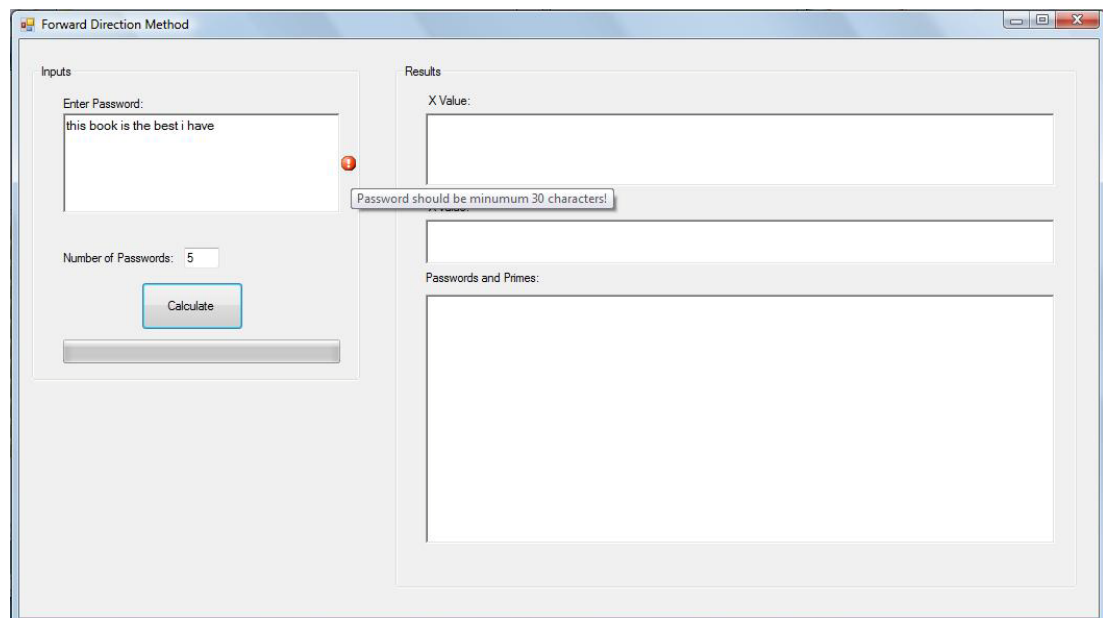 Forward Direction Method
Inputs
Enter Password:
this book is the best i have
Password should be minumum 30 characters!
Number of Passwords: 5
Calculate
Results
X Value:
X Value:
Passwords and Primes: